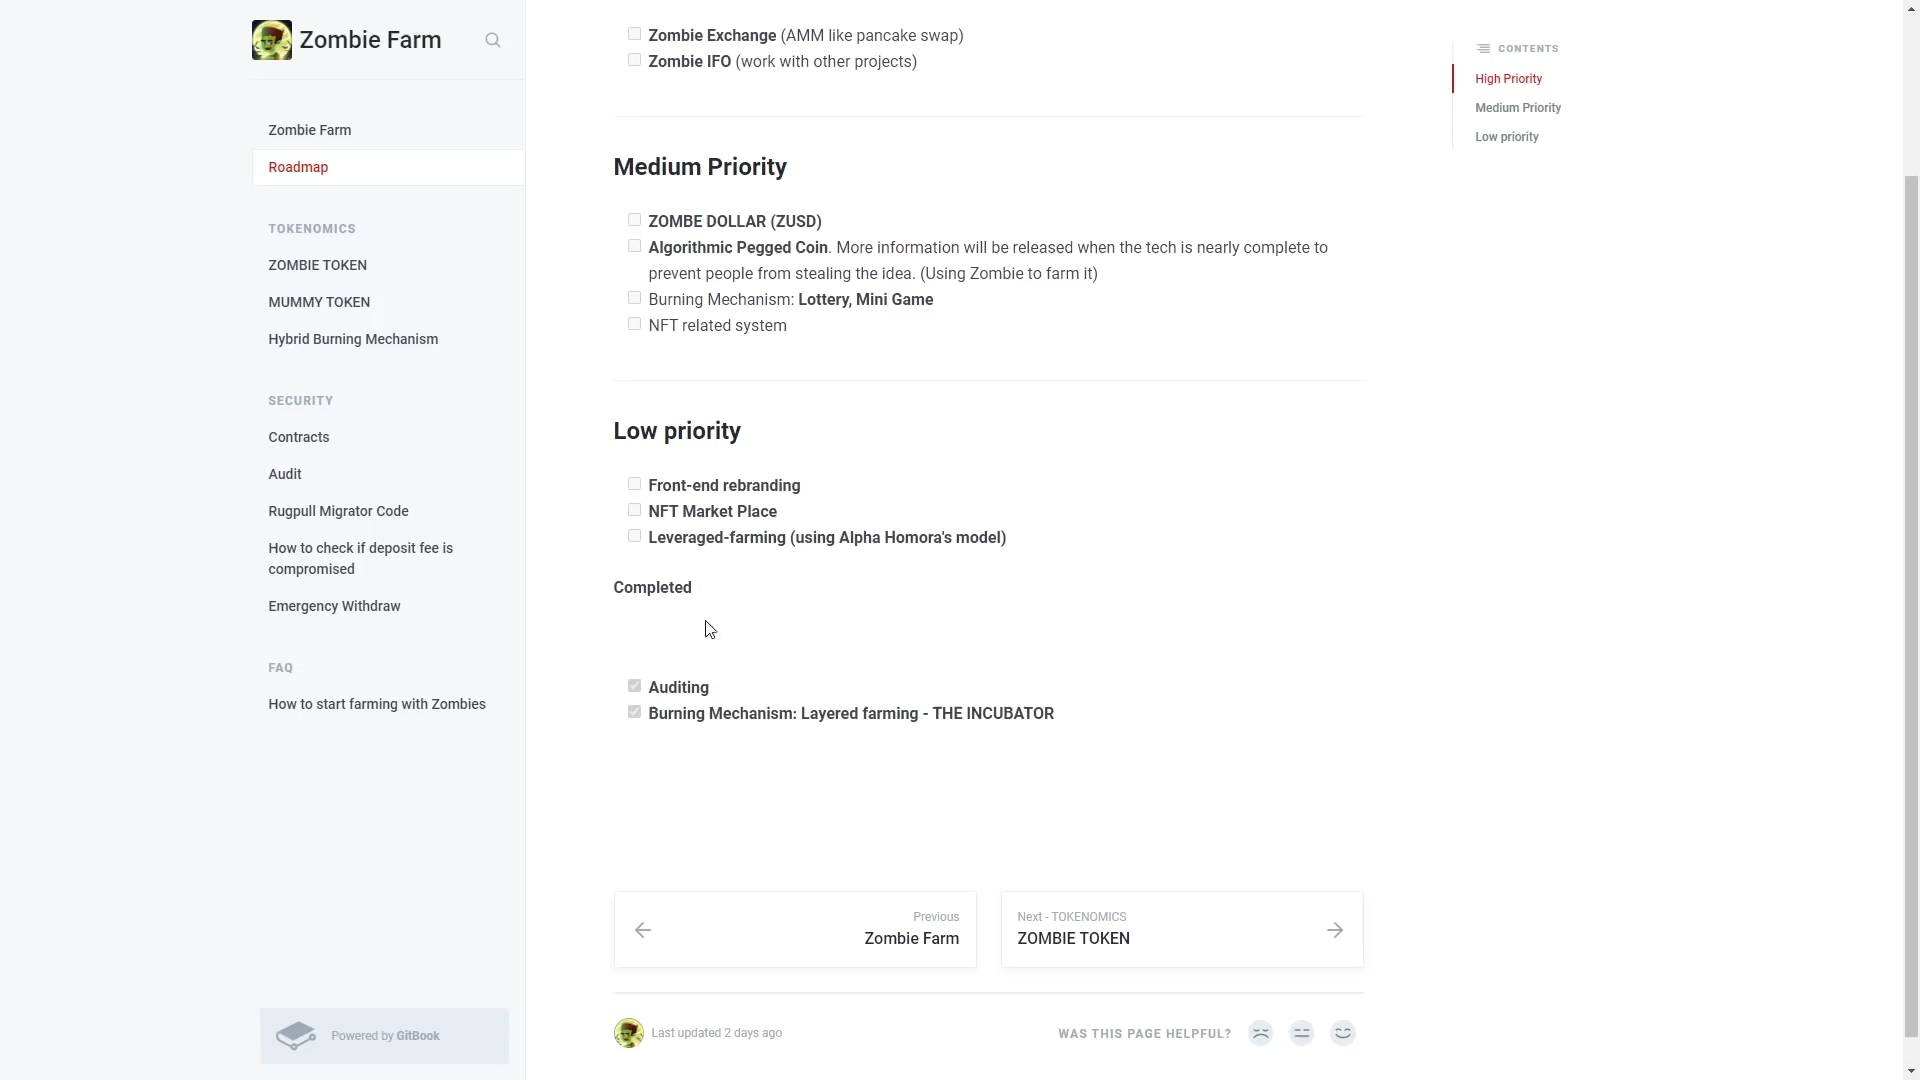 Zombie Farm
Zombie Farm
Roadmap
TOKENOMICS
ZOMBIE TOKEN
MUMMY TOKEN
Hybrid Burning Mechanism
SECURITY
Contracts
Audit
Rugpull Migrator Code
How to check if deposit fee is
compromised
Emergency Withdraw
FAQ
How to start farming with Zombies
Powered by GitBook
Zombie Exchange (AMM like pancake swap)
Zombie IFO (work with other projects)
Medium Priority
ZOMBE DOLLAR (ZUSD)
Algorithmic Pegged Coin. More information will be released when the tech is nearly complete to
prevent people from stealing the idea. (Using Zombie to farm it)
Burning Mechanism: Lottery, Mini Game
NFT related system
Low priority
Front-end rebranding
NFT Market Place
Leveraged-farming (using Alpha Homora's model)
Completed
Auditing
Burning Mechanism: Layered farming - THE INCUBATOR
Previous
Zombie Farm
Next - TOKENOMICS
ZOMBIE TOKEN
Last updated 2 days ago
WAS THIS PAGE HELPFUL?
CONTENTS
High Priority
Medium Priority
Low priority